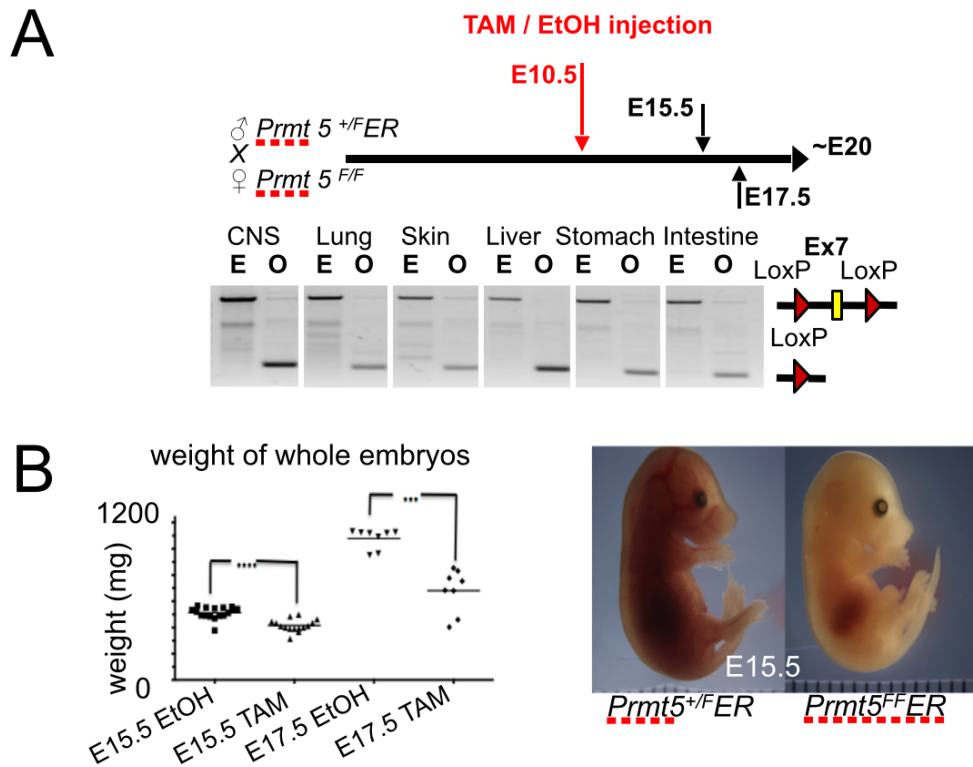 A
TAM / EtOH injection
E10.5
E15.5
♂ Prmt 5 +/FER
X
♀ Prmt 5 F/F
~E20
E17.5
CNS Lung Skin Liver Stomach Intestine
E O E O E O E O E O E O
Ex7
LoxP LoxP
LoxP
B
weight of whole embryos
1200
weight (mg)
0
E15.5 EtOH
E15.5 TAM
E17.5 EtOH
E17.5 TAM
E15.5
Prmt5+/FER
Prmt5FFER